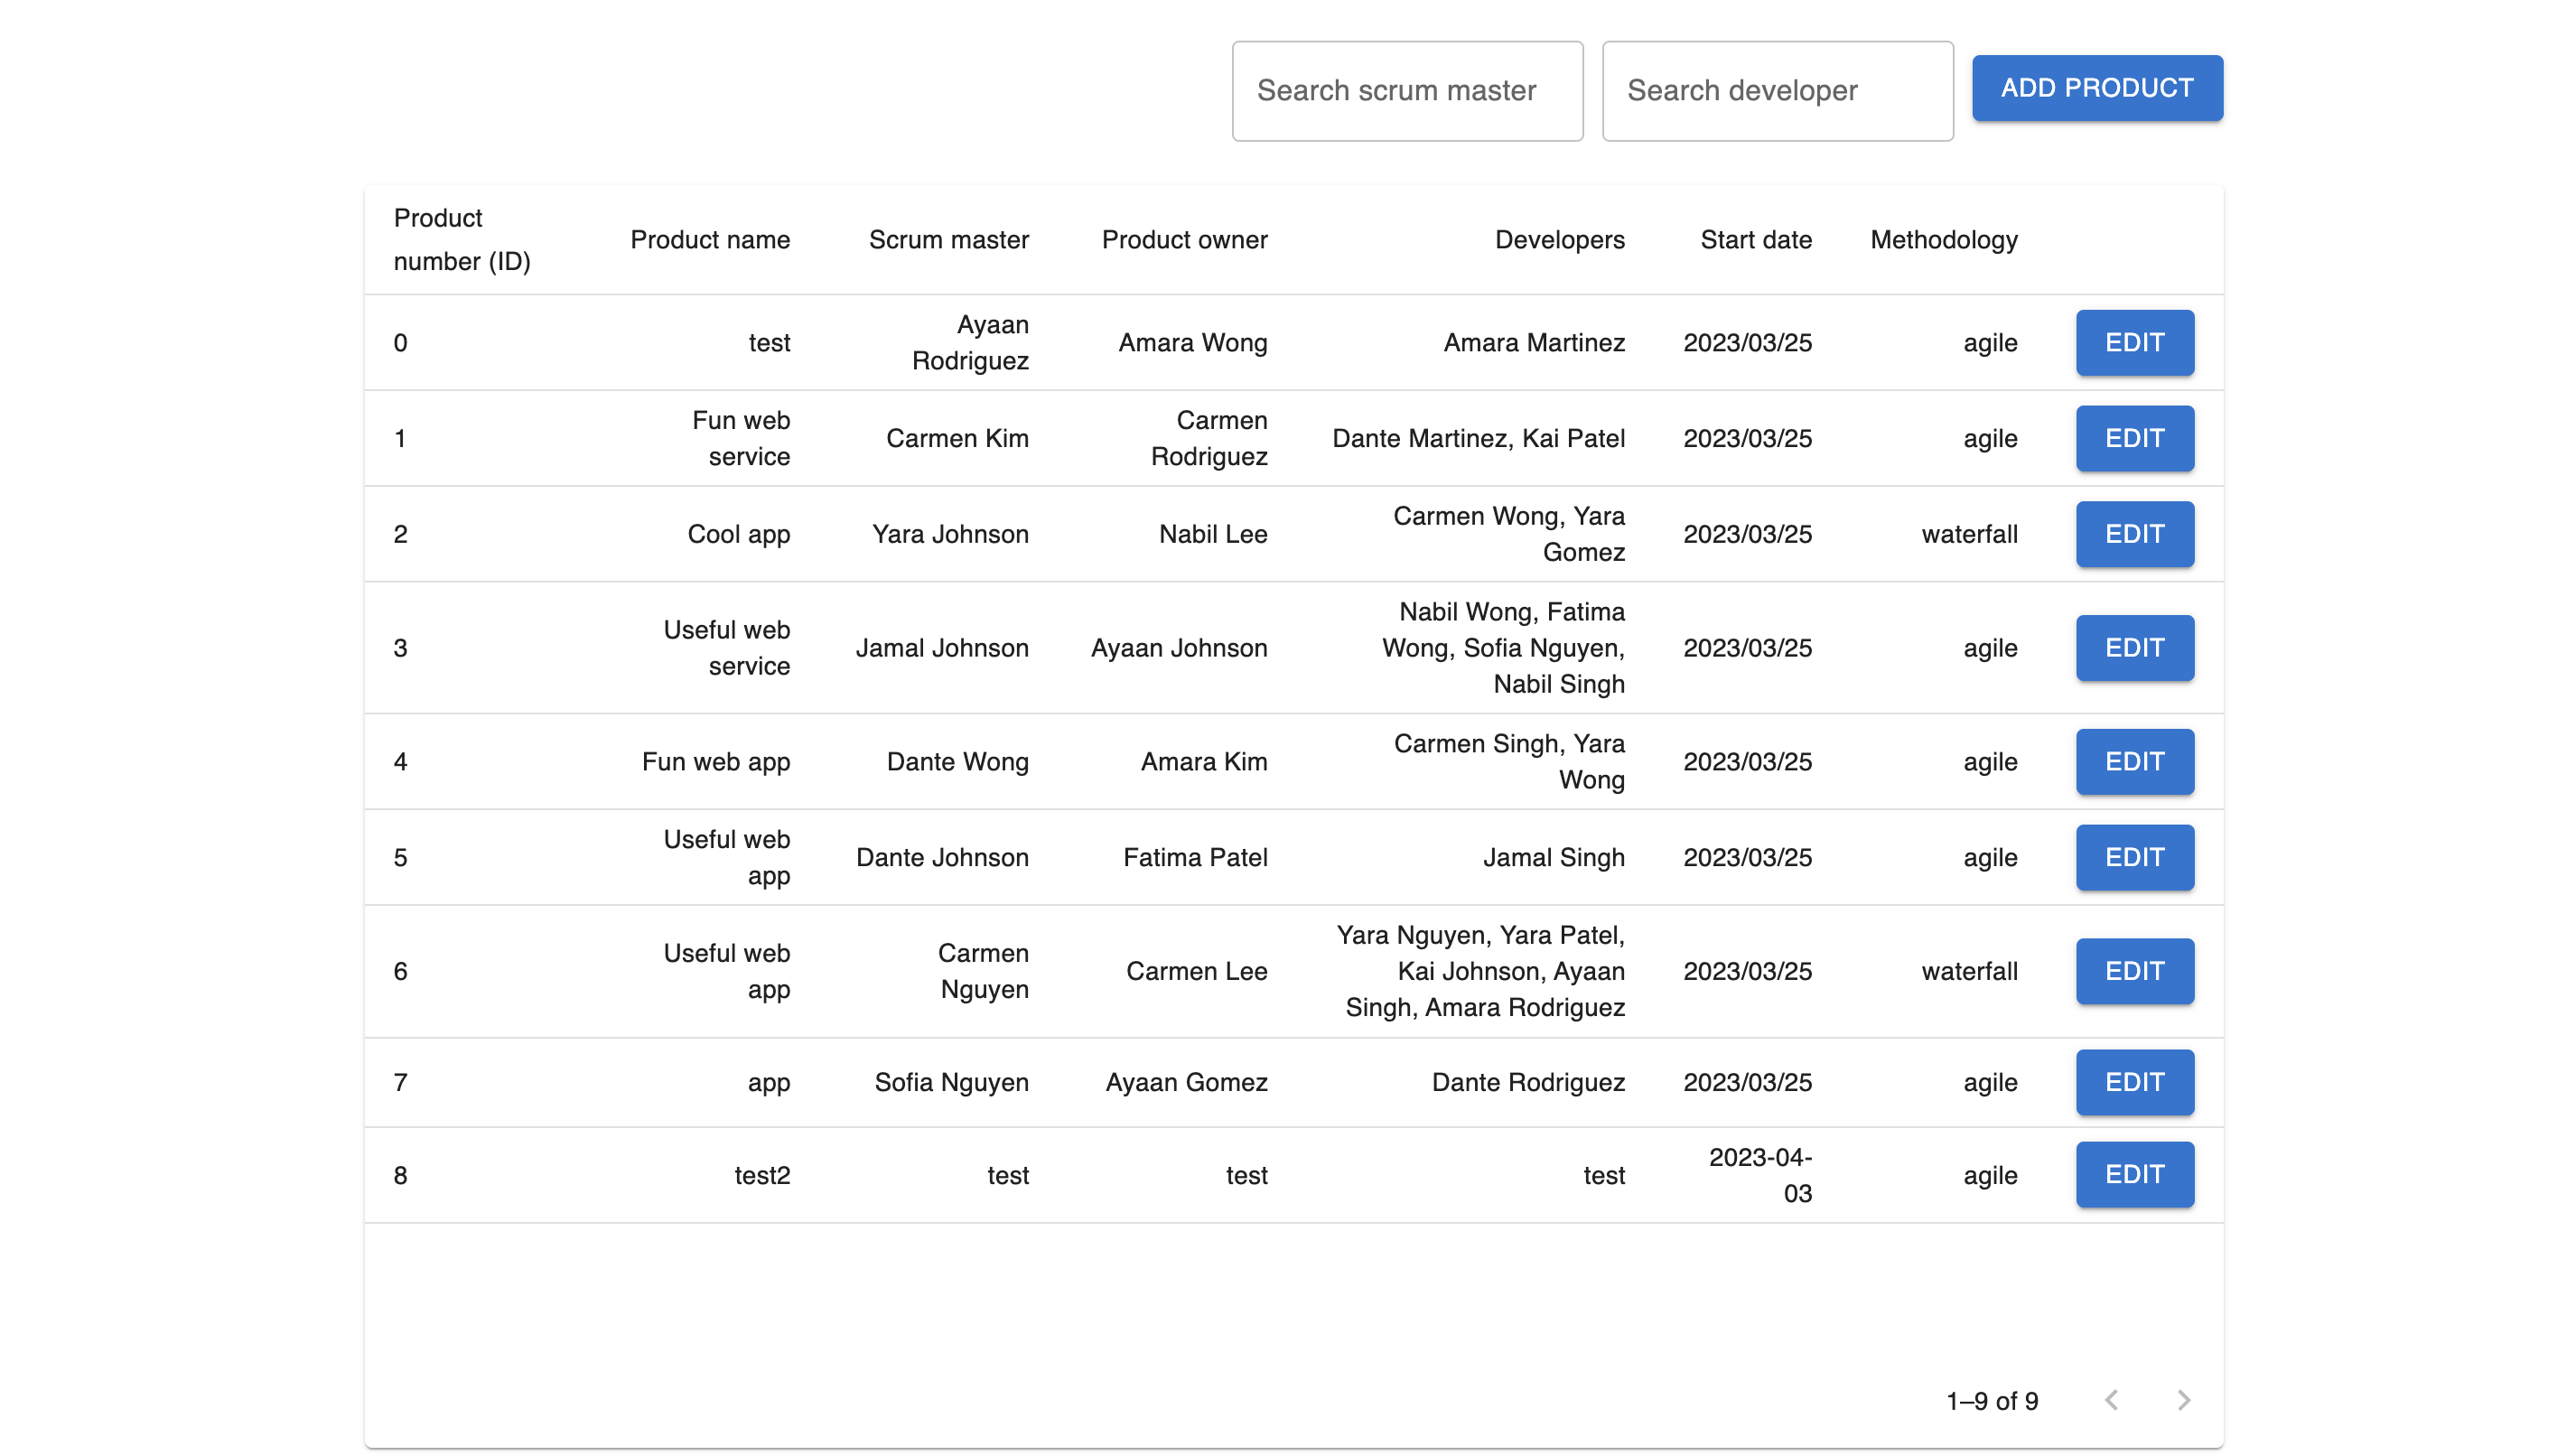 Search scrum master Search developer ADD PRODUCT
Product number (ID) Product name Scrum master Product owner Developers Start date Methodology
0 test Ayaan Rodriguez Amara Wong Amara Martinez 2023/03/25 agile EDIT
1 Fun web service Carmen Kim Carmen Rodriguez Dante Martinez, Kai Patel 2023/03/25 agile EDIT
2 Cool app Yara Johnson Nabil Lee Carmen Wong, Yara Gomez 2023/03/25 waterfall EDIT
3 Useful web service Jamal Johnson Ayaan Johnson Nabil Wong, Fatima Wong, Sofia Nguyen, Nabil Singh 2023/03/25 agile EDIT
4 Fun web app Dante Wong Amara Kim Carmen Singh, Yara Wong 2023/03/25 agile EDIT
5 Useful web app Dante Johnson Fatima Patel Jamal Singh 2023/03/25 agile EDIT
6 Useful web app Carmen Nguyen Carmen Lee Yara Nguyen, Yara Patel, Kai Johnson, Ayaan Singh, Amara Rodriguez 2023/03/25 waterfall EDIT
7 app Sofia Nguyen Ayaan Gomez Dante Rodriguez 2023/03/25 agile EDIT
8 test2 test test test 2023-04-03 agile EDIT
1–9 of 9